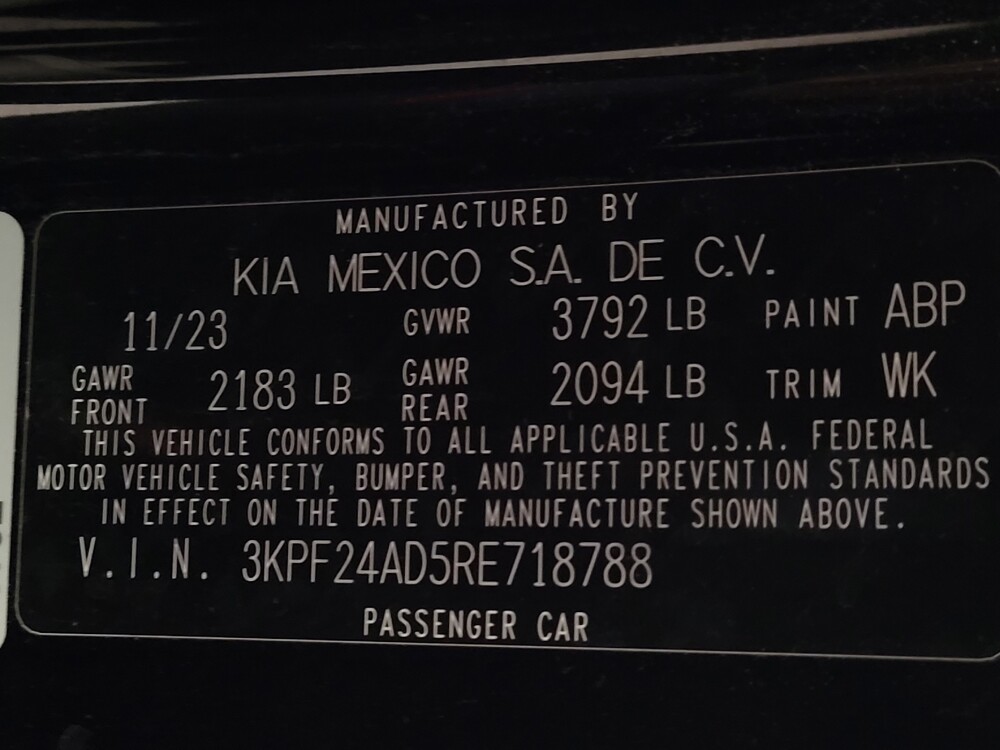 MANUFACTURED BY
KIA MEXICO S.A. DE C.V.
11/23 GVWR 3792 LB PAINT ABP
GAWR FRONT 2183 LB GAWR REAR 2094 LB TRIM WK
THIS VEHICLE CONFORMS TO ALL APPLICABLE U.S.A. FEDERAL
MOTOR VEHICLE SAFETY, BUMPER, AND THEFT PREVENTION STANDARDS
IN EFFECT ON THE DATE OF MANUFACTURE SHOWN ABOVE.
V.I.N. 3KPF24AD5RE718788
PASSENGER CAR